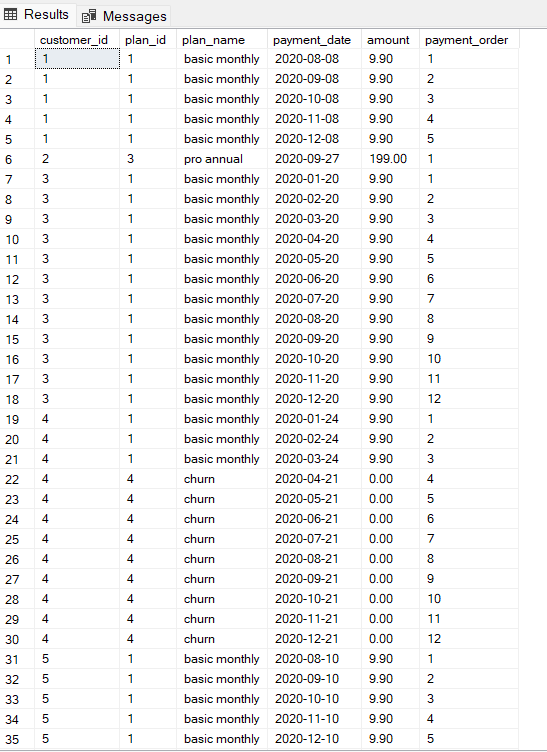 Results Messages
customer_id plan_id plan_name payment_date amount payment_order
1 1 1 basic monthly 2020-08-08 9.90 1
2 1 1 basic monthly 2020-09-08 9.90 2
3 1 1 basic monthly 2020-10-08 9.90 3
4 1 1 basic monthly 2020-11-08 9.90 4
5 1 1 basic monthly 2020-12-08 9.90 5
6 2 3 pro annual 2020-09-27 199.00 1
7 3 1 basic monthly 2020-01-20 9.90 1
8 3 1 basic monthly 2020-02-20 9.90 2
9 3 1 basic monthly 2020-03-20 9.90 3
10 3 1 basic monthly 2020-04-20 9.90 4
11 3 1 basic monthly 2020-05-20 9.90 5
12 3 1 basic monthly 2020-06-20 9.90 6
13 3 1 basic monthly 2020-07-20 9.90 7
14 3 1 basic monthly 2020-08-20 9.90 8
15 3 1 basic monthly 2020-09-20 9.90 9
16 3 1 basic monthly 2020-10-20 9.90 10
17 3 1 basic monthly 2020-11-20 9.90 11
18 3 1 basic monthly 2020-12-20 9.90 12
19 4 1 basic monthly 2020-01-24 9.90 1
20 4 1 basic monthly 2020-02-24 9.90 2
21 4 1 basic monthly 2020-03-24 9.90 3
22 4 4 churn 2020-04-21 0.00 4
23 4 4 churn 2020-05-21 0.00 5
24 4 4 churn 2020-06-21 0.00 6
25 4 4 churn 2020-07-21 0.00 7
26 4 4 churn 2020-08-21 0.00 8
27 4 4 churn 2020-09-21 0.00 9
28 4 4 churn 2020-10-21 0.00 10
29 4 4 churn 2020-11-21 0.00 11
30 4 4 churn 2020-12-21 0.00 12
31 5 1 basic monthly 2020-08-10 9.90 1
32 5 1 basic monthly 2020-09-10 9.90 2
33 5 1 basic monthly 2020-10-10 9.90 3
34 5 1 basic monthly 2020-11-10 9.90 4
35 5 1 basic monthly 2020-12-10 9.90 5